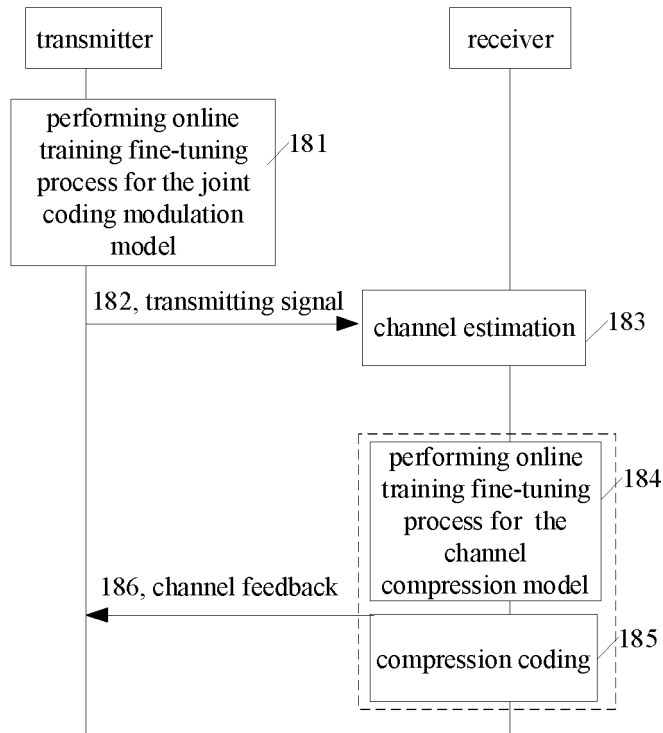 transmitter
receiver
performing online
training fine-tuning
process for the joint
coding modulation
model
181
182, transmitting signal
channel estimation
183
performing online
training fine-tuning
process for the
channel
compression model
184
186, channel feedback
compression coding
185